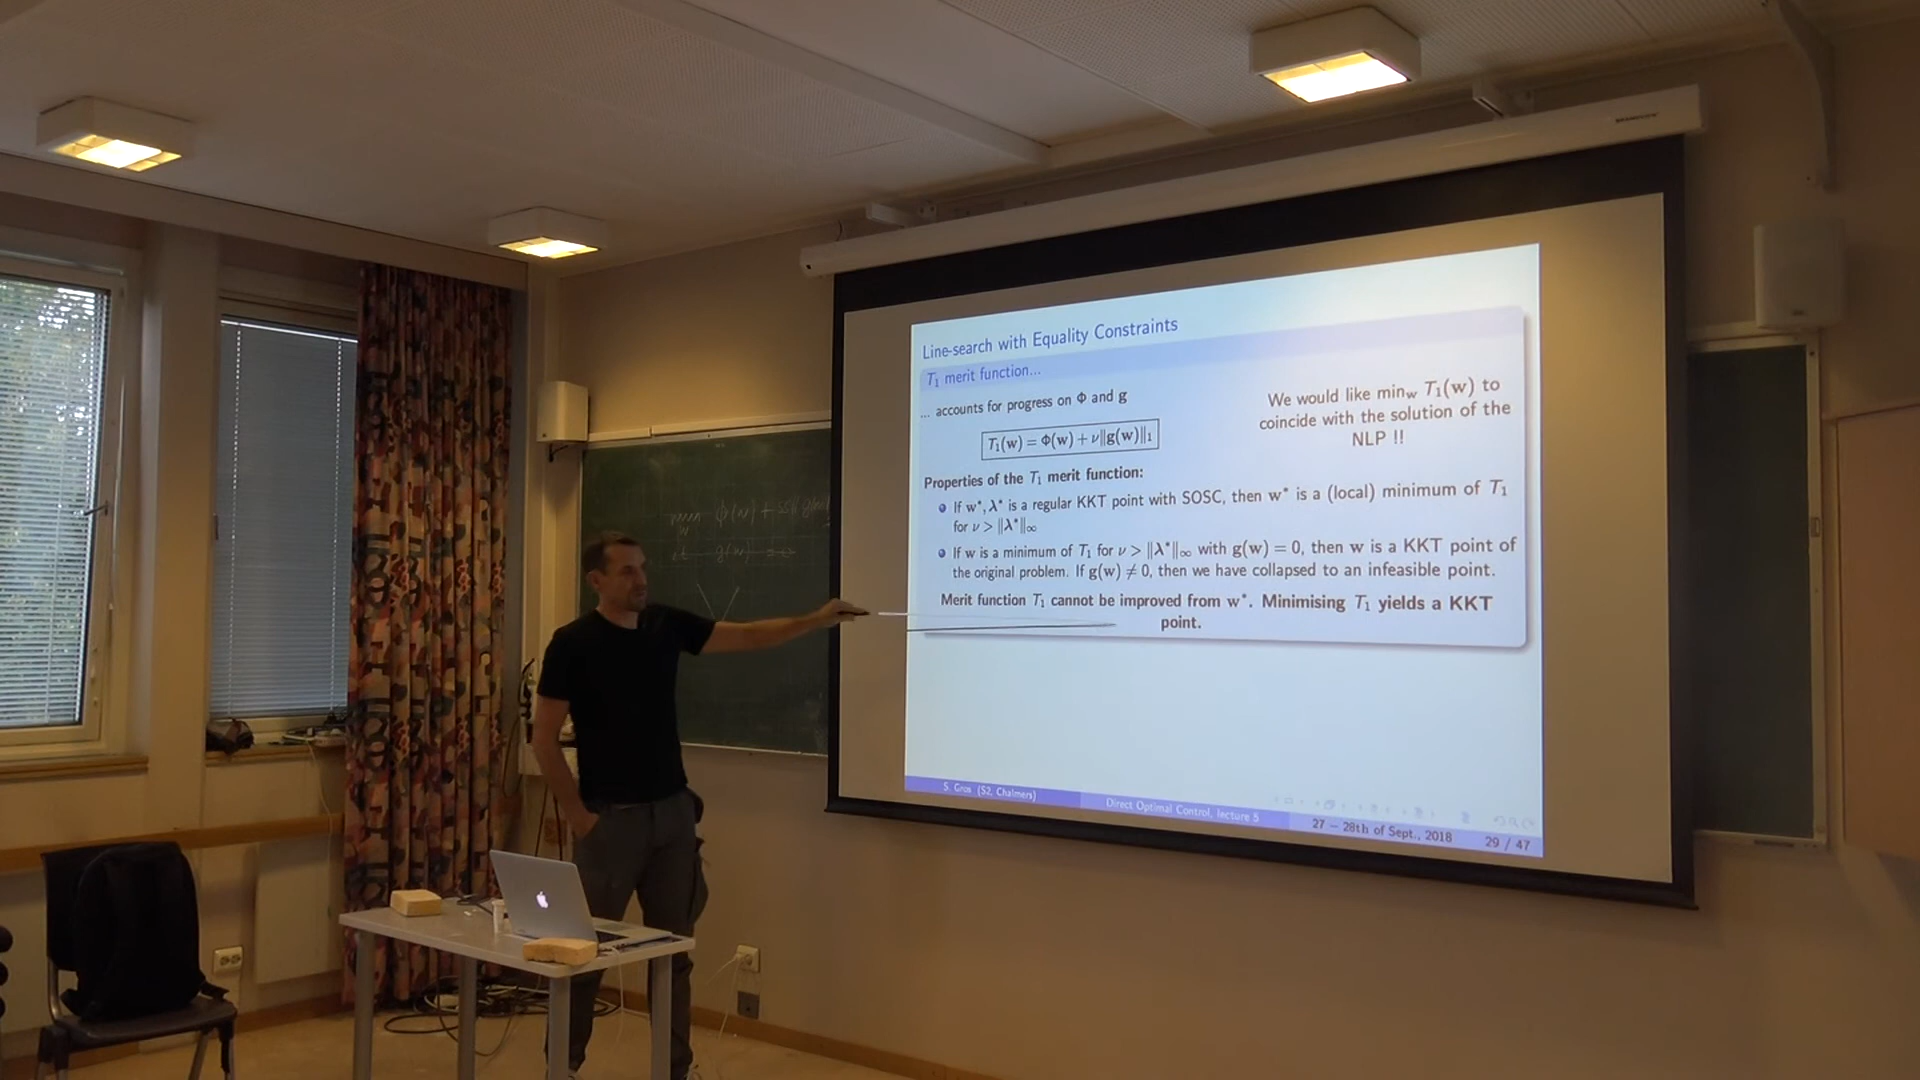 Line-search with Equality Constraints
T₁ merit function...
... accounts for progress on Φ and g
T₁(w) = Φ(w) + ν‖g(w)‖₁
We would like min_w T₁(w) to
coincide with the solution of the
NLP !!
Properties of the T₁ merit function:
If w*, λ* is a regular KKT point with SOSC, then w* is a (local) minimum of T₁
for ν > ‖λ*‖∞
If w is a minimum of T₁ for ν > ‖λ*‖∞ with g(w) = 0, then w is a KKT point of
the original problem. If g(w) ≠ 0, then we have collapsed to an infeasible point.
Merit function T₁ cannot be improved from w*. Minimising T₁ yields a KKT
point.
S. Gros (S2, Chalmers)
Direct Optimal Control, lecture 5
27 – 28th of Sept., 2018
29 / 47